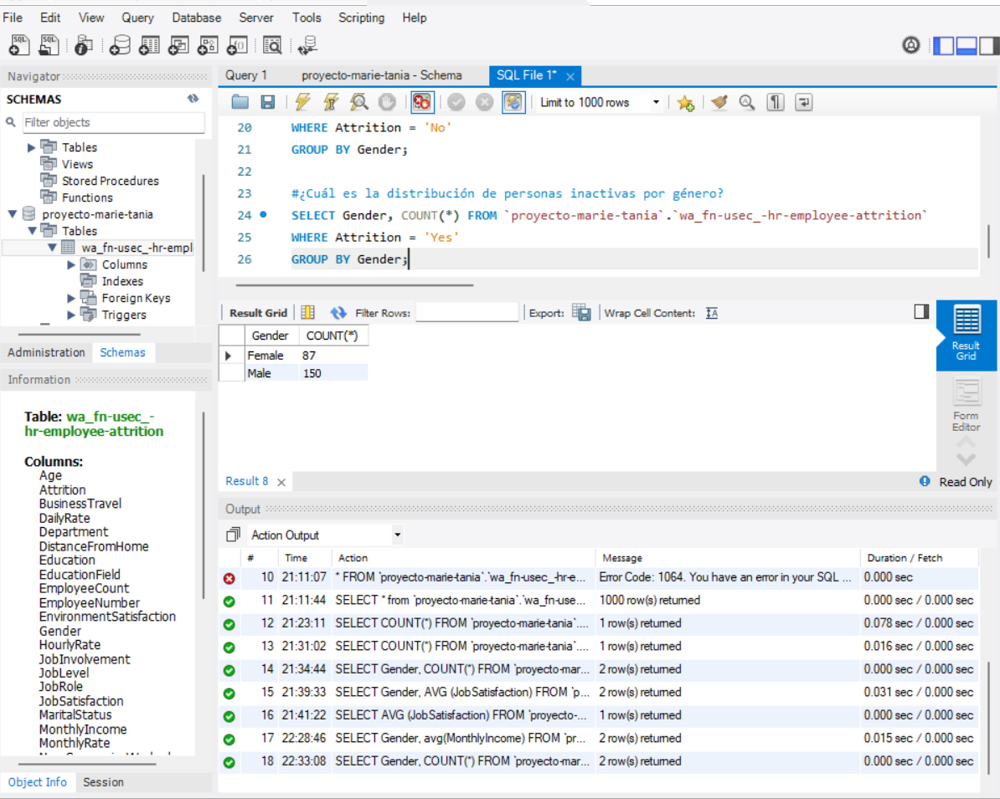 File Edit View Query Database Server Tools Scripting Help
Navigator
SCHEMAS
Filter objects
Tables
Views
Stored Procedures
Functions
proyecto-marie-tania
Tables
wa_fn-usec_-hr-empl
Columns
Indexes
Foreign Keys
Triggers
Administration Schemas
Information
Table: wa_fn-usec_-
hr-employee-attrition
Columns:
Age
Attrition
BusinessTravel
DailyRate
Department
DistanceFromHome
Education
EducationField
EmployeeCount
EmployeeNumber
EnvironmentSatisfaction
Gender
HourlyRate
JobInvolvement
JobLevel
JobRole
JobSatisfaction
MaritalStatus
MonthlyIncome
MonthlyRate
Object Info Session
Query 1 proyecto-marie-tania - Schema SQL File 1*
Limit to 1000 rows
20 WHERE Attrition = 'No'
21 GROUP BY Gender;
22
23 #¿Cuál es la distribución de personas inactivas por género?
24 SELECT Gender, COUNT(*) FROM `proyecto-marie-tania`.`wa_fn-usec_-hr-employee-attrition`
25 WHERE Attrition = 'Yes'
26 GROUP BY Gender;
Result Grid Filter Rows: Export: Wrap Cell Content:
Gender COUNT(*)
Female 87
Male 150
Result
Grid
Form
Editor
Result 8 Read Only
Output
Action Output
# Time Action Message Duration / Fetch
10 21:11:07 * FROM `proyecto-marie-tania`.`wa_fn-usec_-hr-e... Error Code: 1064. You have an error in your SQL ... 0.000 sec
11 21:11:44 SELECT * from `proyecto-marie-tania`.`wa_fn-use... 1000 row(s) returned 0.000 sec / 0.000 sec
12 21:23:11 SELECT COUNT(*) FROM `proyecto-marie-tania`.... 1 row(s) returned 0.078 sec / 0.000 sec
13 21:31:02 SELECT COUNT(*) FROM `proyecto-marie-tania`.... 1 row(s) returned 0.016 sec / 0.000 sec
14 21:34:44 SELECT Gender, COUNT(*) FROM `proyecto-mar... 2 row(s) returned 0.000 sec / 0.000 sec
15 21:39:33 SELECT Gender, AVG (JobSatisfaction) FROM `p... 2 row(s) returned 0.031 sec / 0.000 sec
16 21:41:22 SELECT AVG (JobSatisfaction) FROM `proyecto-... 1 row(s) returned 0.000 sec / 0.000 sec
17 22:28:46 SELECT Gender, avg(MonthlyIncome) FROM `pr... 2 row(s) returned 0.015 sec / 0.000 sec
18 22:33:08 SELECT Gender, COUNT(*) FROM `proyecto-mar... 2 row(s) returned 0.000 sec / 0.000 sec